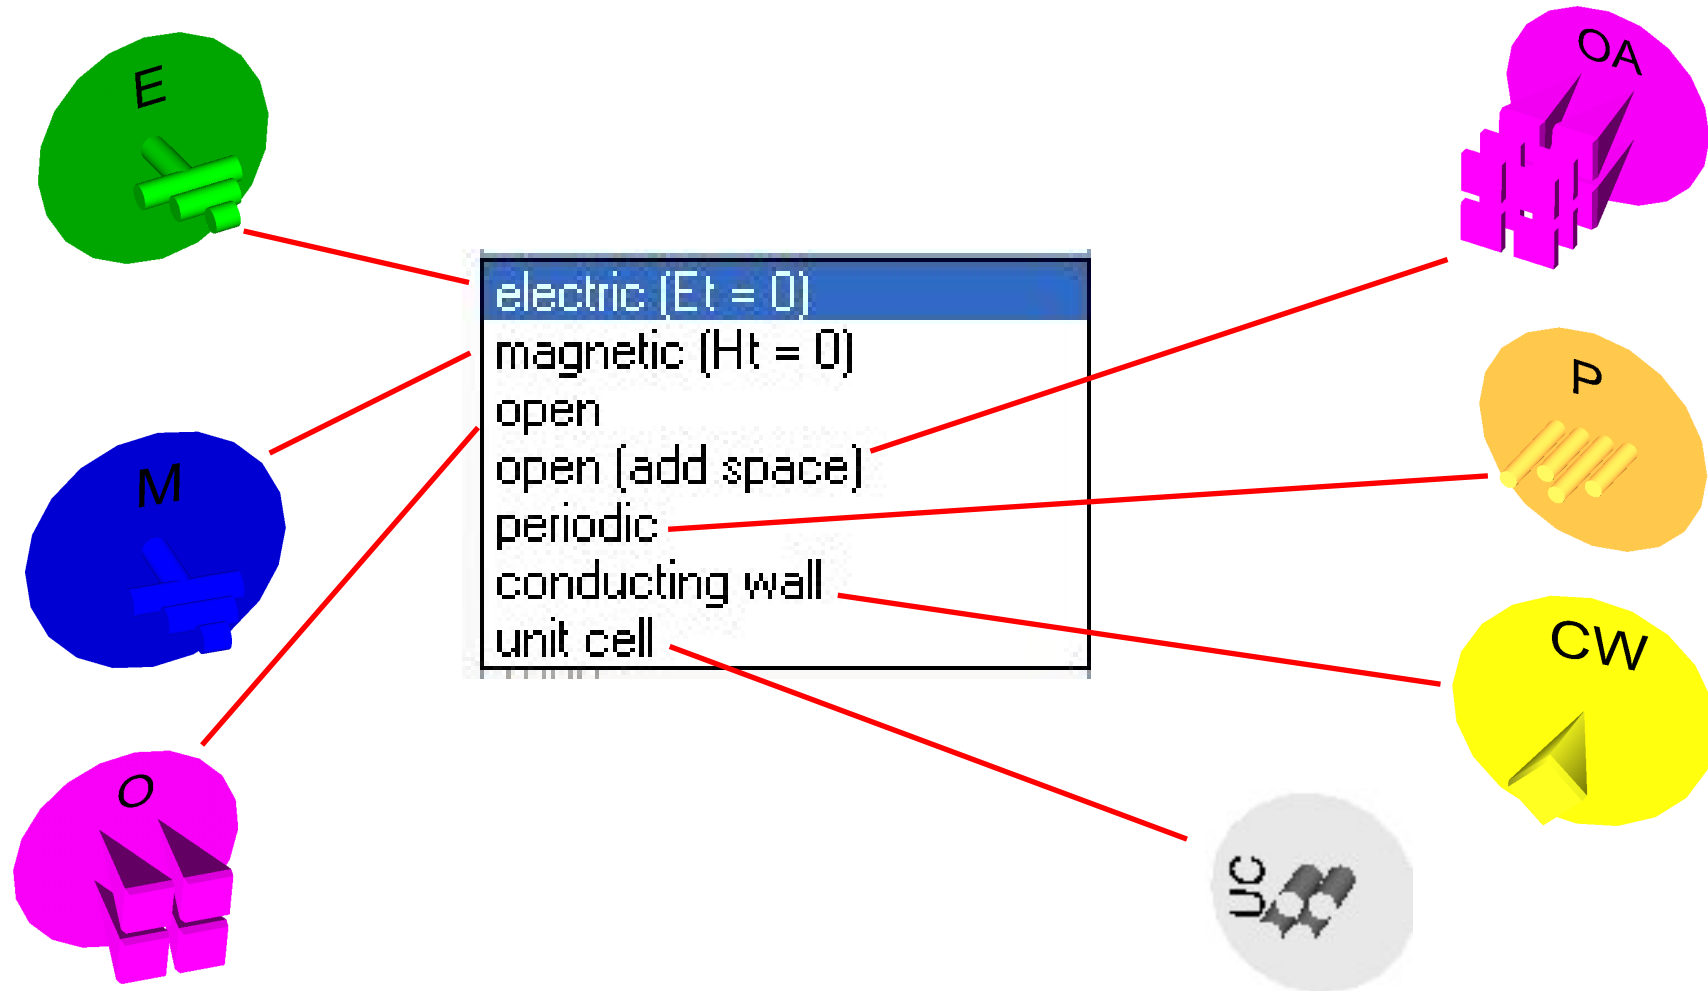 E
OA
electric (Et = 0)
magnetic (Ht = 0)
open
open (add space)
periodic
conducting wall
unit cell
P
M
CW
O
UC